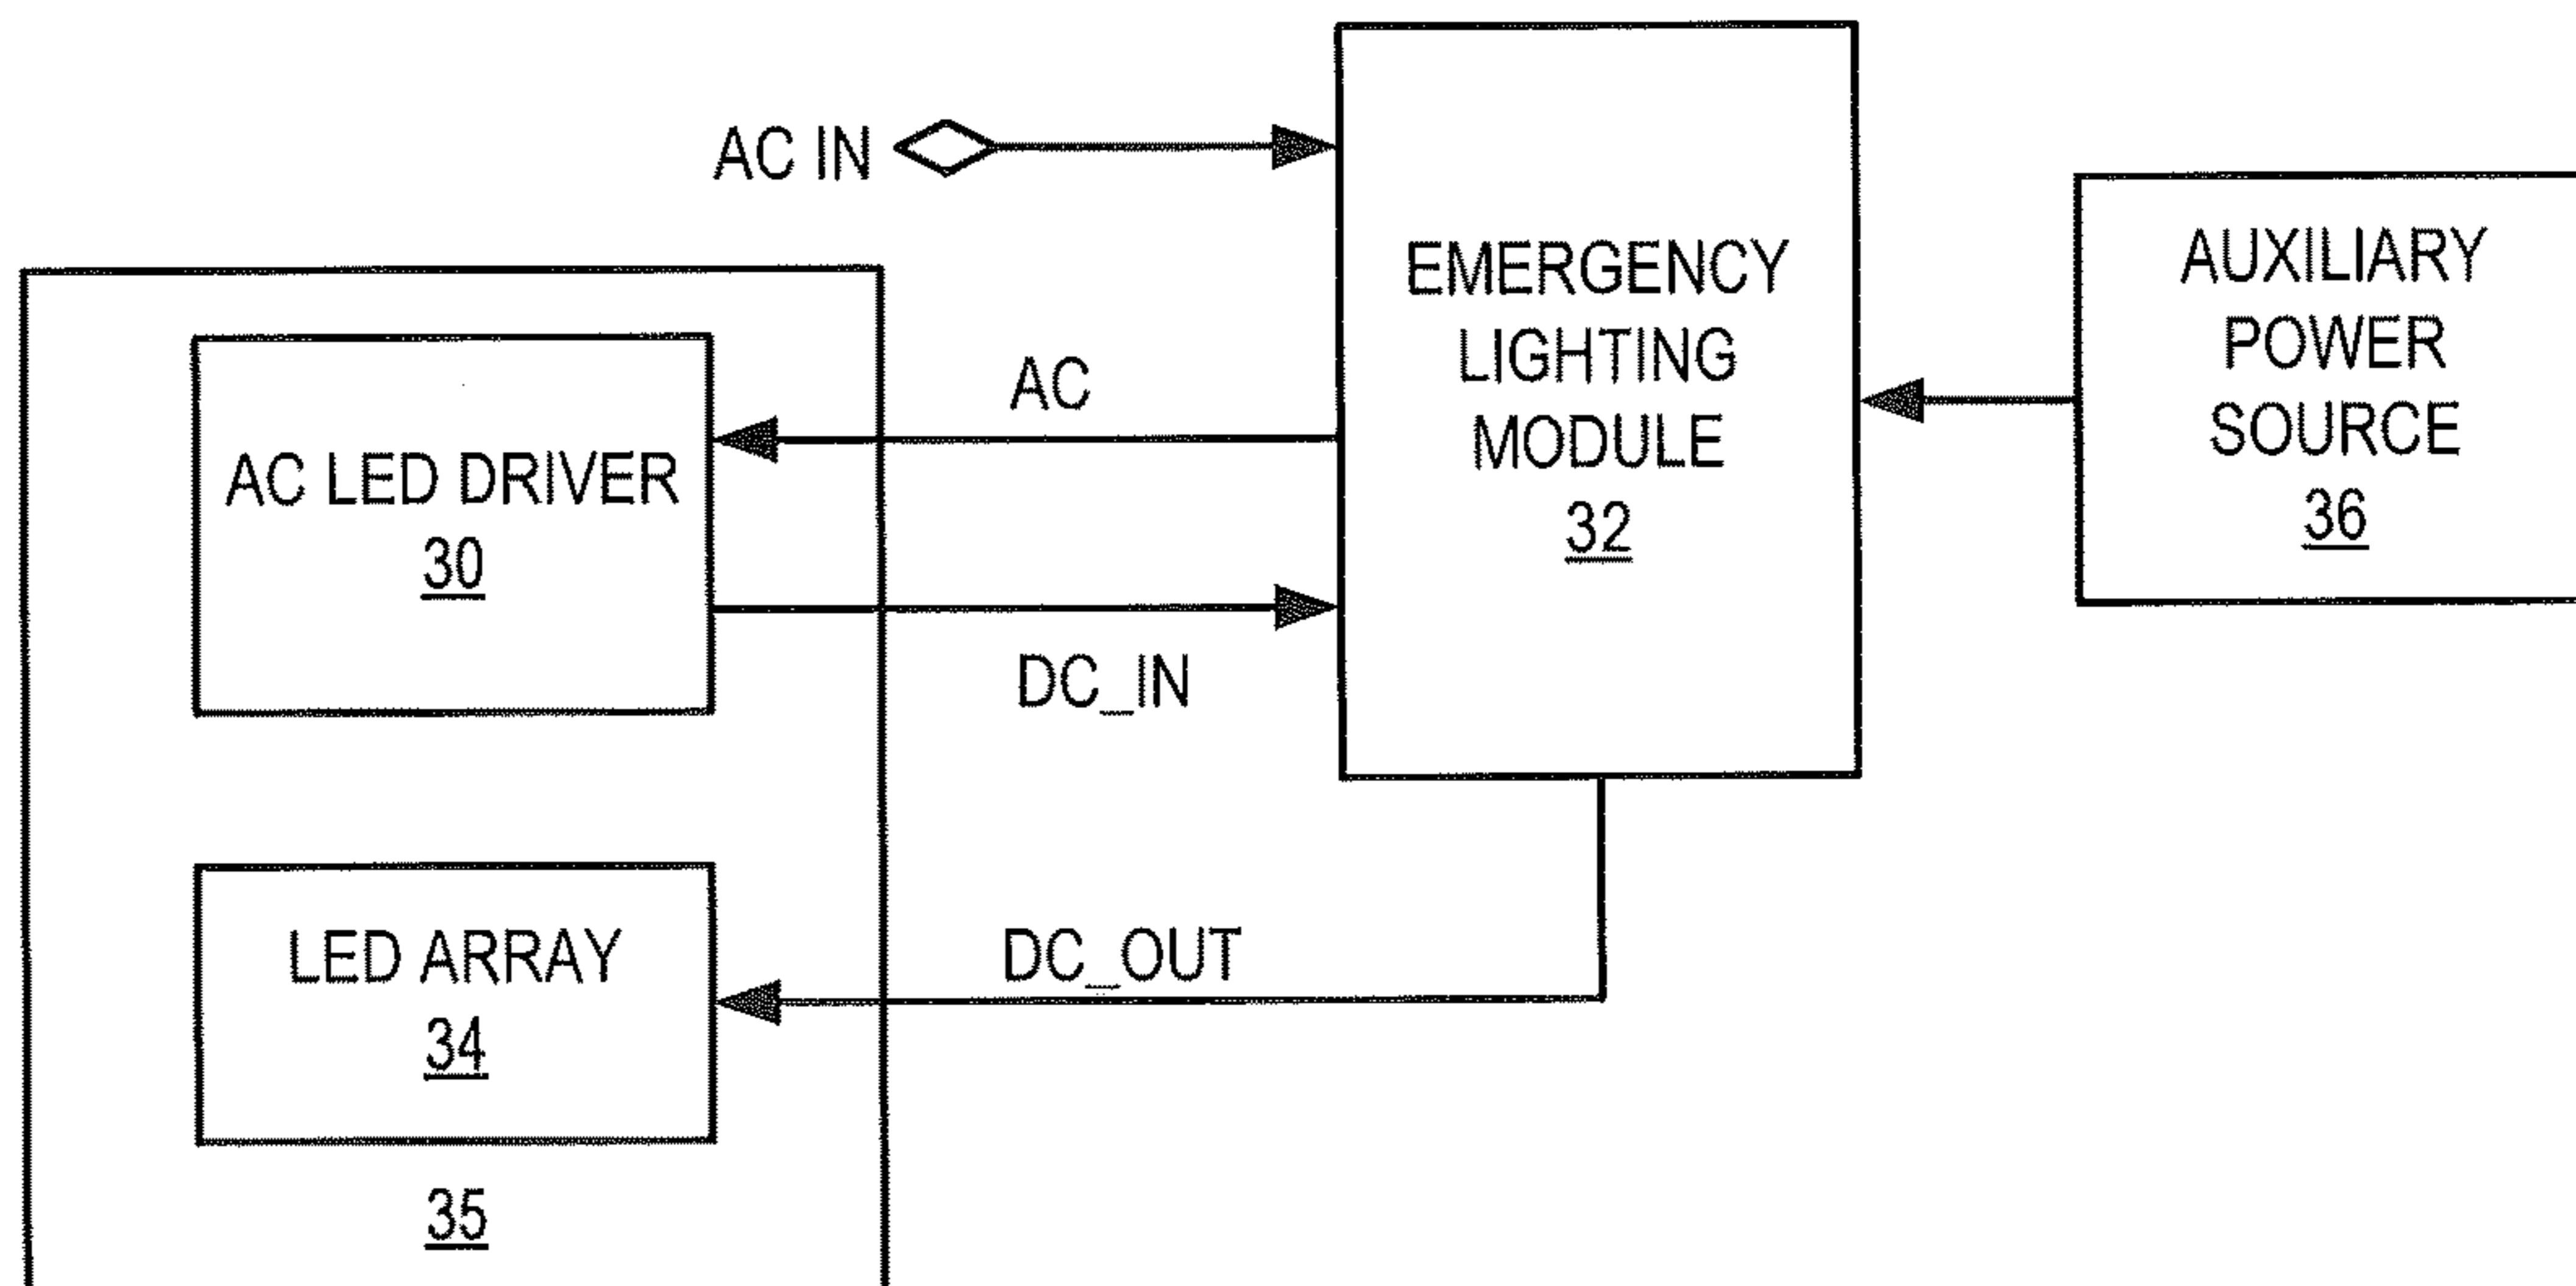 AC IN
EMERGENCY
LIGHTING
MODULE
32
AUXILIARY
POWER
SOURCE
36
AC
AC LED DRIVER
30
DC_IN
LED ARRAY
34
DC_OUT
35